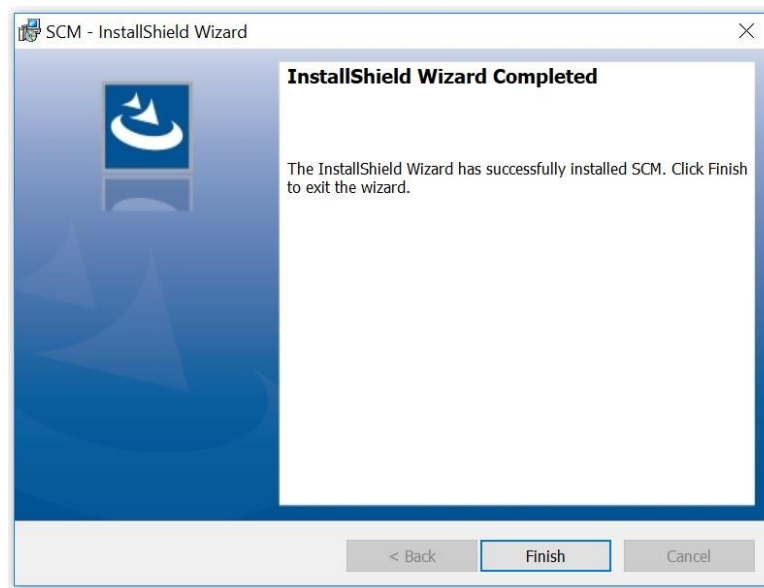 SCM - InstallShield Wizard
InstallShield Wizard Completed
The InstallShield Wizard has successfully installed SCM. Click Finish
to exit the wizard.
< Back
Finish
Cancel